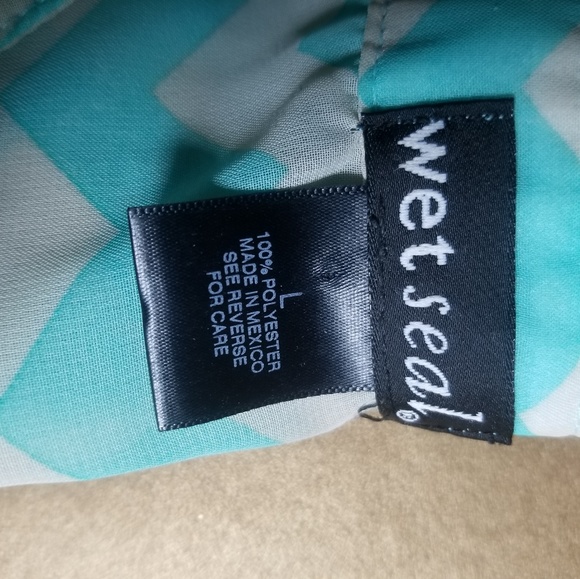 wet seal®
L
100% POLYESTER
MADE IN MEXICO
SEE REVERSE
FOR CARE